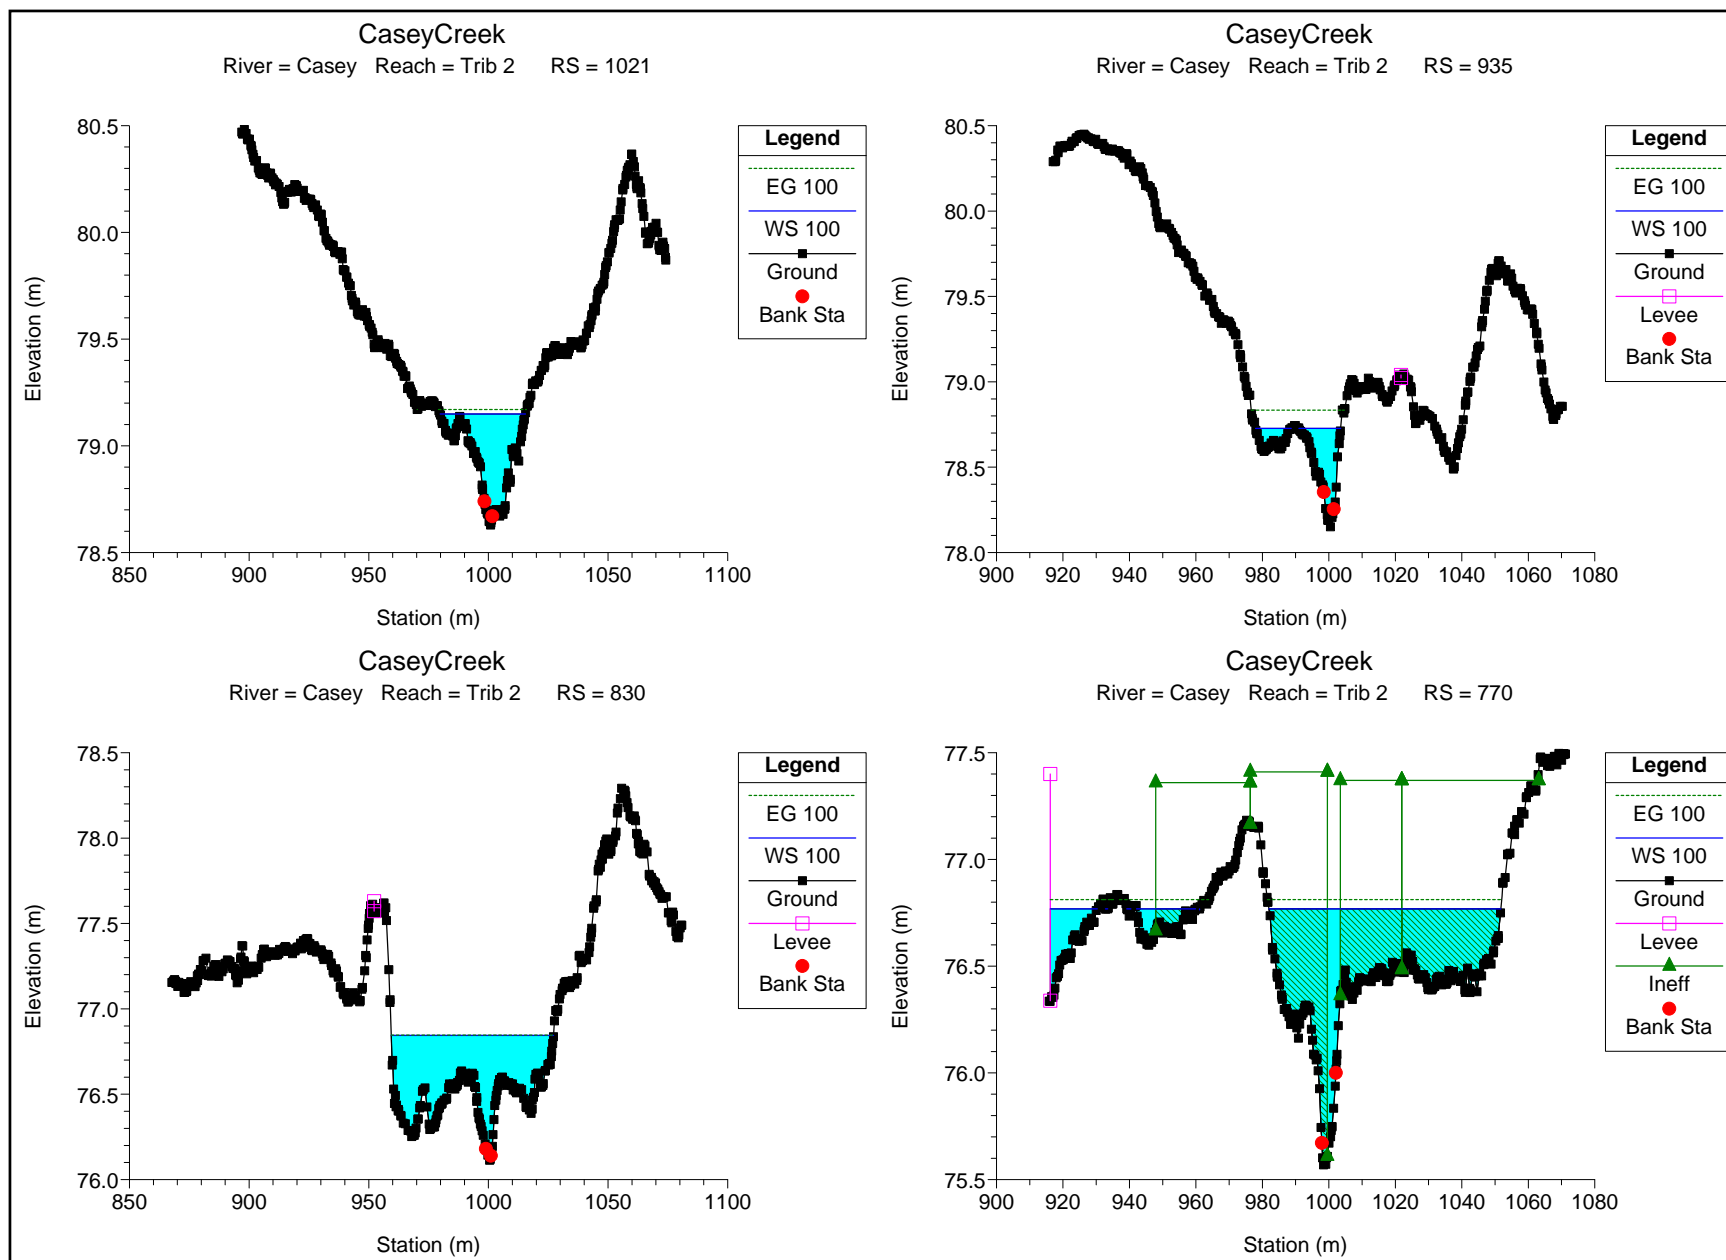 CaseyCreek
River = Casey Reach = Trib 2 RS = 1021
80.5
80.0
79.5
79.0
78.5
850
900
950
1000
1050
1100
Station (m)
Elevation (m)
Legend
EG 100
WS 100
Ground
Bank Sta
CaseyCreek
River = Casey Reach = Trib 2 RS = 935
80.5
80.0
79.5
79.0
78.5
78.0
900
920
940
960
980
1000
1020
1040
1060
1080
Station (m)
Elevation (m)
Legend
EG 100
WS 100
Ground
Levee
Bank Sta
CaseyCreek
River = Casey Reach = Trib 2 RS = 830
78.5
78.0
77.5
77.0
76.5
76.0
850
900
950
1000
1050
1100
Station (m)
Elevation (m)
Legend
EG 100
WS 100
Ground
Levee
Bank Sta
CaseyCreek
River = Casey Reach = Trib 2 RS = 770
77.5
77.0
76.5
76.0
75.5
900
920
940
960
980
1000
1020
1040
1060
1080
Station (m)
Elevation (m)
Legend
EG 100
WS 100
Ground
Levee
Ineff
Bank Sta